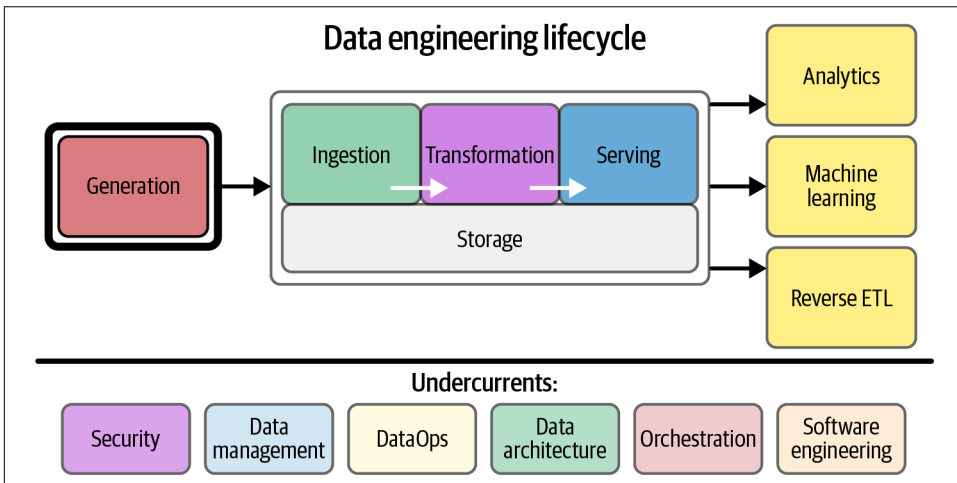 Data engineering lifecycle
Generation
Ingestion
Transformation
Serving
Storage
Analytics
Machine
learning
Reverse ETL
Undercurrents:
Security
Data
management
DataOps
Data
architecture
Orchestration
Software
engineering